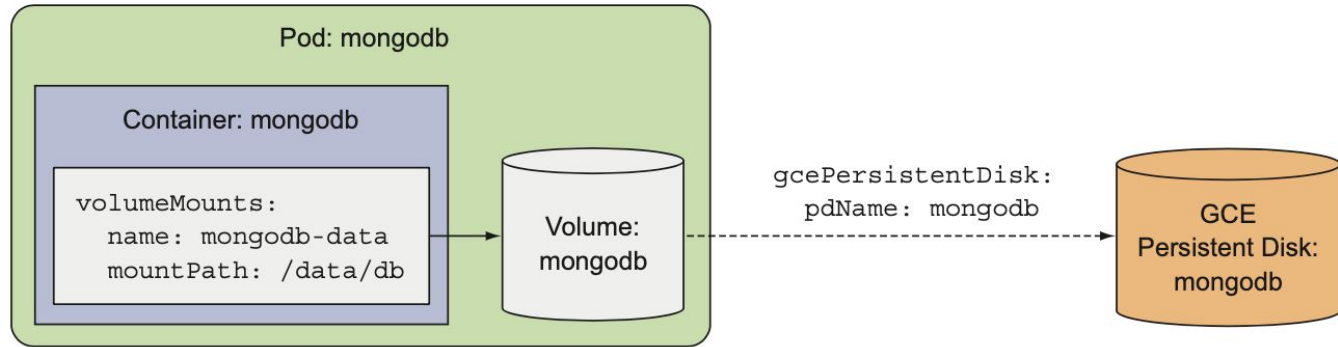 Pod: mongodb
Container: mongodb
volumeMounts:
name: mongodb-data
mountPath: /data/db
Volume:
mongodb
gcePersistentDisk:
pdName: mongodb
GCE
Persistent Disk:
mongodb